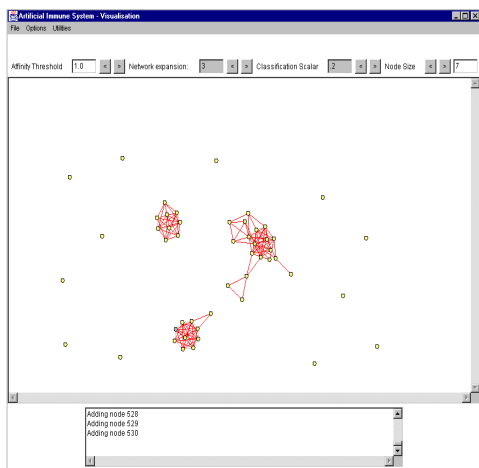 Artificial Immune System - Visualisation
File Options Utilities
Affinity Threshold 1.0 < > Network expansion: 3 < > Classification Scalar .2 < > Node Size < > 7
Adding node 528
Adding node 529
Adding node 530